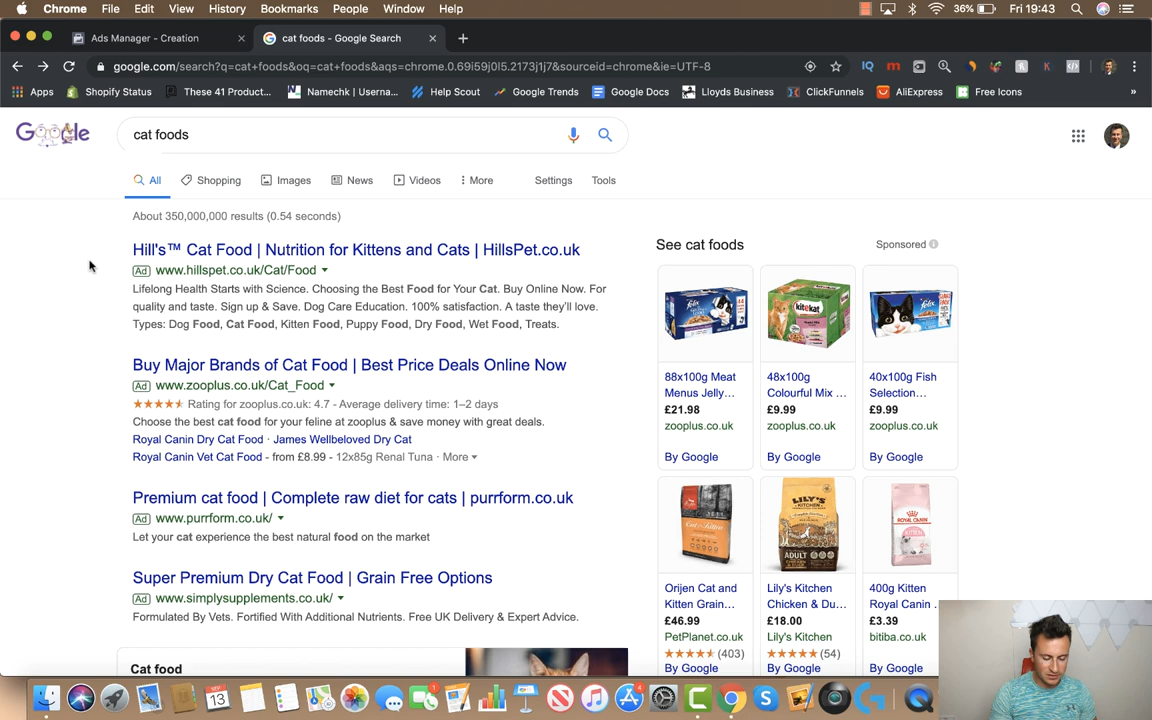 Chrome File Edit View History Bookmarks People Window Help 36% Fri 19:43
Ads Manager - Creation cat foods - Google Search
google.com/search?q=cat+foods&oq=cat+foods&aqs=chrome.0.69i59j0l5.2173j1j7&sourceid=chrome&ie=UTF-8
Apps Shopify Status These 41 Product... Namechk | Userna... Help Scout Google Trends Google Docs Lloyds Business ClickFunnels AliExpress Free Icons »
cat foods
All Shopping Images News Videos More Settings Tools
About 350,000,000 results (0.54 seconds)
Hill's™ Cat Food | Nutrition for Kittens and Cats | HillsPet.co.uk
Ad www.hillspet.co.uk/Cat/Food
Lifelong Health Starts with Science. Choosing the Best Food for Your Cat. Buy Online Now. For
quality and taste. Sign up & Save. Dog Care Education. 100% satisfaction. A taste they'll love.
Types: Dog Food, Cat Food, Kitten Food, Puppy Food, Dry Food, Wet Food, Treats.
Buy Major Brands of Cat Food | Best Price Deals Online Now
Ad www.zooplus.co.uk/Cat_Food
Rating for zooplus.co.uk: 4.7 - Average delivery time: 1–2 days
Choose the best cat food for your feline at zooplus & save money with great deals.
Royal Canin Dry Cat Food · James Wellbeloved Dry Cat
Royal Canin Vet Cat Food - from £8.99 - 12x85g Renal Tuna · More
Premium cat food | Complete raw diet for cats | purrform.co.uk
Ad www.purrform.co.uk/
Let your cat experience the best natural food on the market
Super Premium Dry Cat Food | Grain Free Options
Ad www.simplysupplements.co.uk/
Formulated By Vets. Fortified With Additional Nutrients. Free UK Delivery & Expert Advice.
Cat food
See cat foods Sponsored
felix kitekat felix
88x100g Meat 48x100g 40x100g Fish
Menus Jelly... Colourful Mix ... Selection...
£21.98 £9.99 £9.99
zooplus.co.uk zooplus.co.uk zooplus.co.uk
By Google By Google By Google
LILY'S KITCHEN ADULT ROYAL CANIN
Orijen Cat and Lily's Kitchen 400g Kitten
Kitten Grain... Chicken & Du... Royal Canin .
£46.99 £18.00 £3.39
PetPlanet.co.uk Lily's Kitchen bitiba.co.uk
(403) (54)
By Google By Google By Google
SEP
13